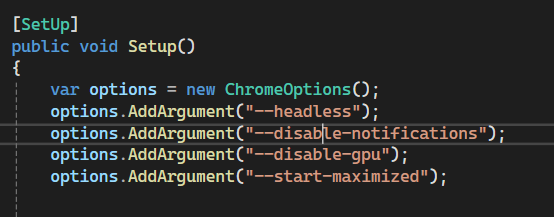 [SetUp]
public void Setup()
{
var options = new ChromeOptions();
options.AddArgument("--headless");
options.AddArgument("--disable-notifications");
options.AddArgument("--disable-gpu");
options.AddArgument("--start-maximized");